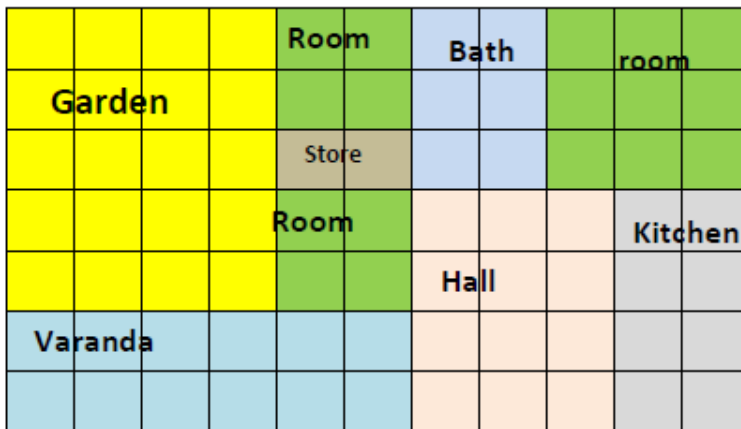 Room
Bath
room
Garden
Store
Room
Kitchen
Hall
Varanda